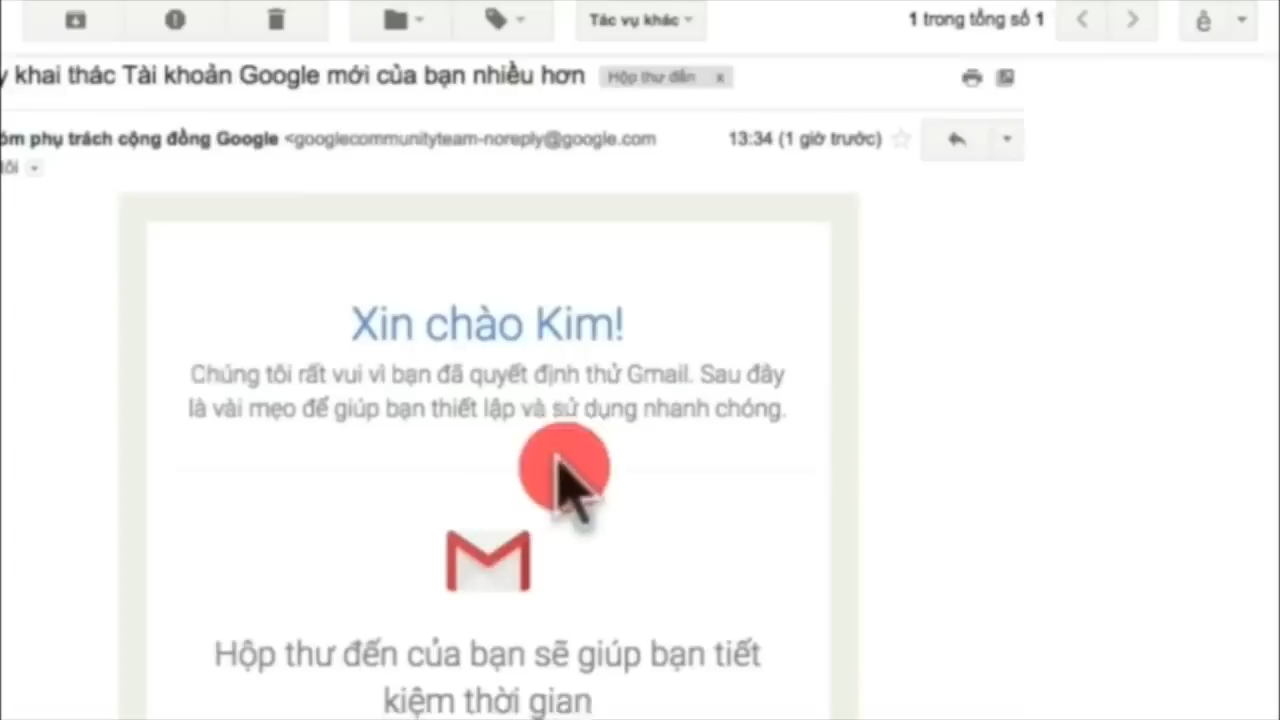 Tác vụ khác
1 trong tổng số 1
khai thác Tài khoản Google mới của bạn nhiều hơn Hộp thư đến x
phụ trách cộng đồng Google <googlecommunityteam-noreply@google.com 13:34 (1 giờ trước)
Xin chào Kim!
Chúng tôi rất vui vì bạn đã quyết định thử Gmail. Sau đây
là vài mẹo để giúp bạn thiết lập và sử dụng nhanh chóng.
Hộp thư đến của bạn sẽ giúp bạn tiết
kiệm thời gian